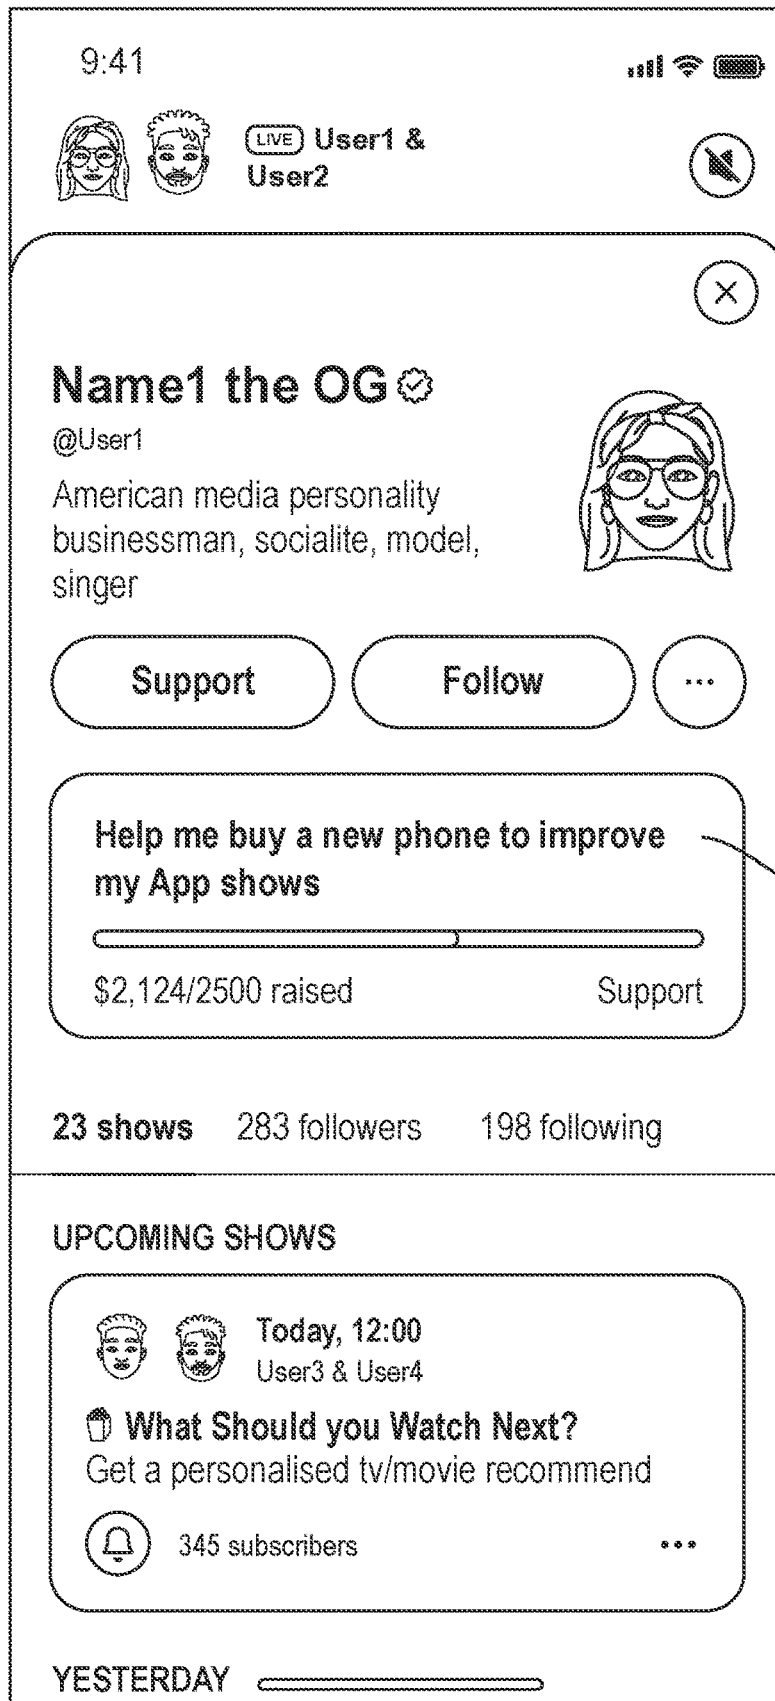 9:41
LIVE User1 &
User2
Name1 the OG
@User1
American media personality
businessman, socialite, model,
singer
Support Follow ...
Help me buy a new phone to improve
my App shows
$2,124/2500 raised Support
23 shows 283 followers 198 following
UPCOMING SHOWS
Today, 12:00
User3 & User4
What Should you Watch Next?
Get a personalised tv/movie recommend
345 subscribers ...
YESTERDAY